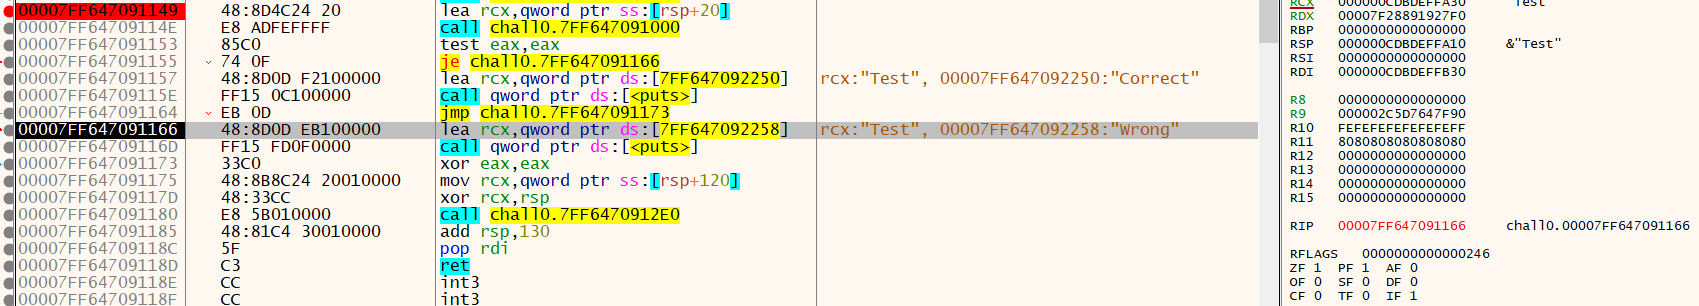 00007FF647091149 48:8D4C24 20 lea rcx,qword ptr ss:[rsp+20]
00007FF64709114E E8 ADFEFFFF call chall0.7FF647091000
00007FF647091153 85C0 test eax,eax
00007FF647091155 74 0F je chall0.7FF647091166
00007FF647091157 48:8D0D F2100000 lea rcx,qword ptr ds:[7FF647092250] rcx:"Test", 00007FF647092250:"Correct"
00007FF64709115E FF15 0C100000 call qword ptr ds:[<puts>]
00007FF647091164 EB 0D jmp chall0.7FF647091173
00007FF647091166 48:8D0D EB100000 lea rcx,qword ptr ds:[7FF647092258] rcx:"Test", 00007FF647092258:"Wrong"
00007FF64709116D FF15 FD0F0000 call qword ptr ds:[<puts>]
00007FF647091173 33C0 xor eax,eax
00007FF647091175 48:8B8C24 20010000 mov rcx,qword ptr ss:[rsp+120]
00007FF64709117D 48:33CC xor rcx,rsp
00007FF647091180 E8 5B010000 call chall0.7FF6470912E0
00007FF647091185 48:81C4 30010000 add rsp,130
00007FF64709118C 5F pop rdi
00007FF64709118D C3 ret
00007FF64709118E CC int3
00007FF64709118F CC int3
RCX 000000CDBDEFFA30 "Test"
RDX 00007F28891927F0
RBP 0000000000000000
RSP 000000CDBDEFFA10 &"Test"
RSI 0000000000000000
RDI 000000CDBDEFFB30
R8 0000000000000000
R9 000002C5D7647F90
R10 FEFEFEFEFEFEFEFF
R11 8080808080808080
R12 0000000000000000
R13 0000000000000000
R14 0000000000000000
R15 0000000000000000
RIP 00007FF647091166 chall0.00007FF647091166
RFLAGS 0000000000000246
ZF 1 PF 1 AF 0
OF 0 SF 0 DF 0
CF 0 TF 0 IF 1